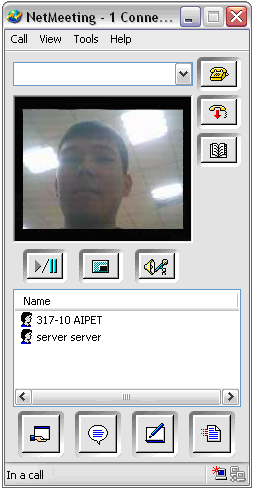 NetMeeting - 1 Conne...
Call View Tools Help
Name
317-10 AIPET
server server
In a call